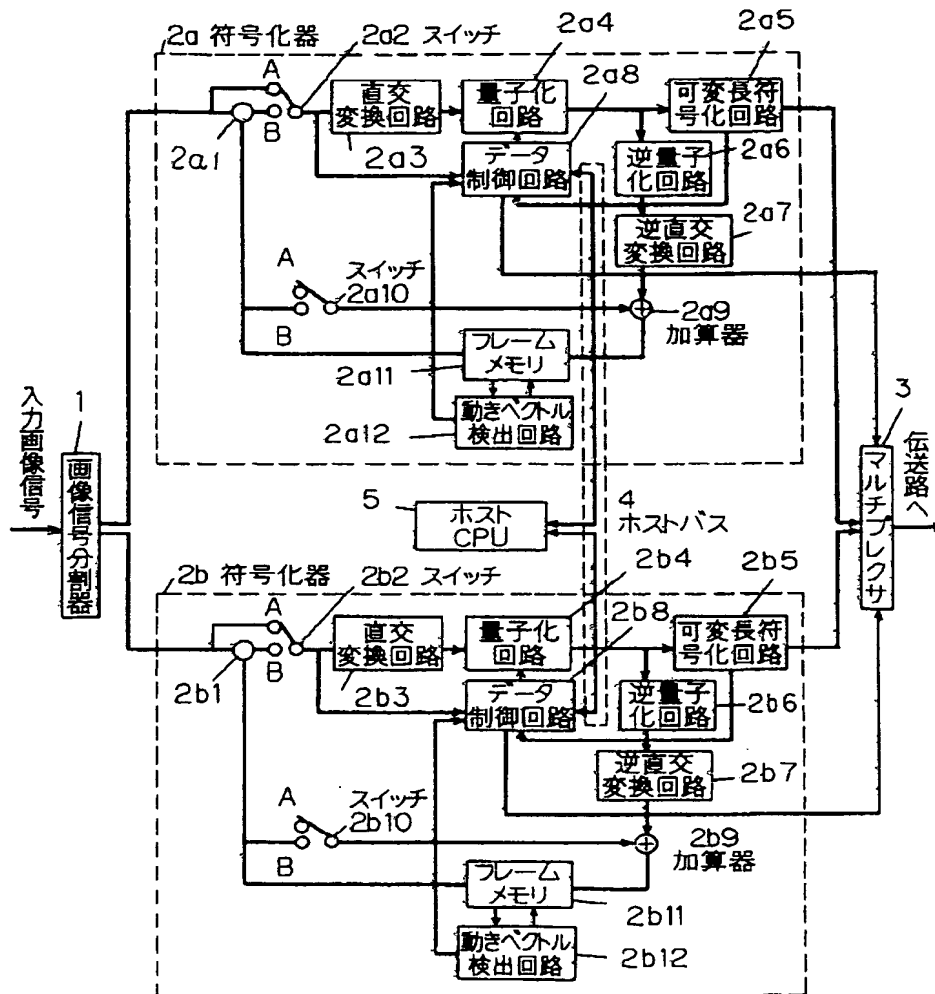 2a 符号化器
2a2 スイッチ
2a4
2a5
A
B
2a1
直交
変換回路
2a3
量子化
回路
2a8
可変長符
号化回路
データ
制御回路
逆量子
化回路
2a6
逆直交
変換回路
2a7
A
スイッチ
2a10
B
2a9
加算器
フレーム
メモリ
2a11
動きベクトル
検出回路
2a12
入力画像信号
1
画像信号分割器
5
ホスト
CPU
4
ホストバス
3
マルチプレクサ
伝送路へ
2b 符号化器
2b2 スイッチ
2b4
2b5
A
B
2b1
直交
変換回路
2b3
量子化
回路
2b8
可変長符
号化回路
データ
制御回路
逆量子
化回路
2b6
逆直交
変換回路
2b7
A
スイッチ
2b10
B
2b9
加算器
フレーム
メモリ
2b11
動きベクトル
検出回路
2b12